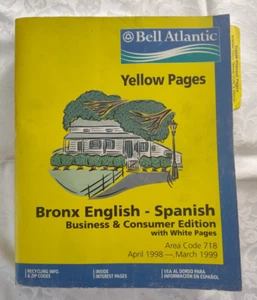 Bell Atlantic
Yellow Pages
Bronx English - Spanish
Business & Consumer Edition
with White Pages
Area Code 718
April 1998 — March 1999
RECYCLING INFO. & ZIP CODES
INSIDE INTEREST PAGES
VEA AL DORSO PARA INFORMACIÓN EN ESPAÑOL